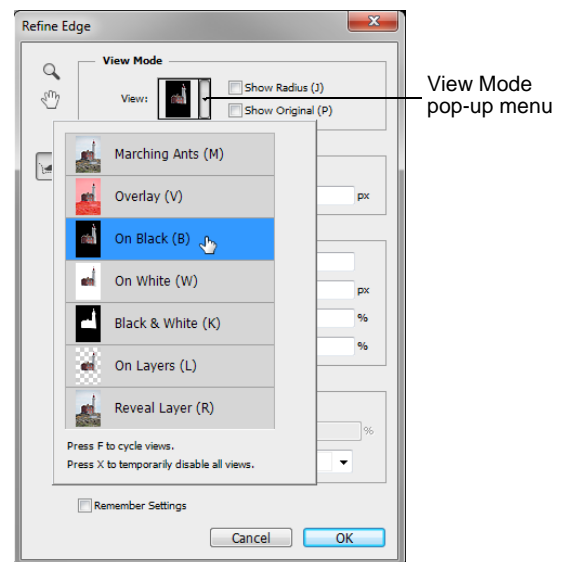 Refine Edge
View Mode
View:
Show Radius (J)
Show Original (P)
View Mode
pop-up menu
Marching Ants (M)
Overlay (V)
px
On Black (B)
On White (W)
px
Black & White (K)
%
%
On Layers (L)
Reveal Layer (R)
%
Press F to cycle views.
Press X to temporarily disable all views.
Remember Settings
Cancel
OK